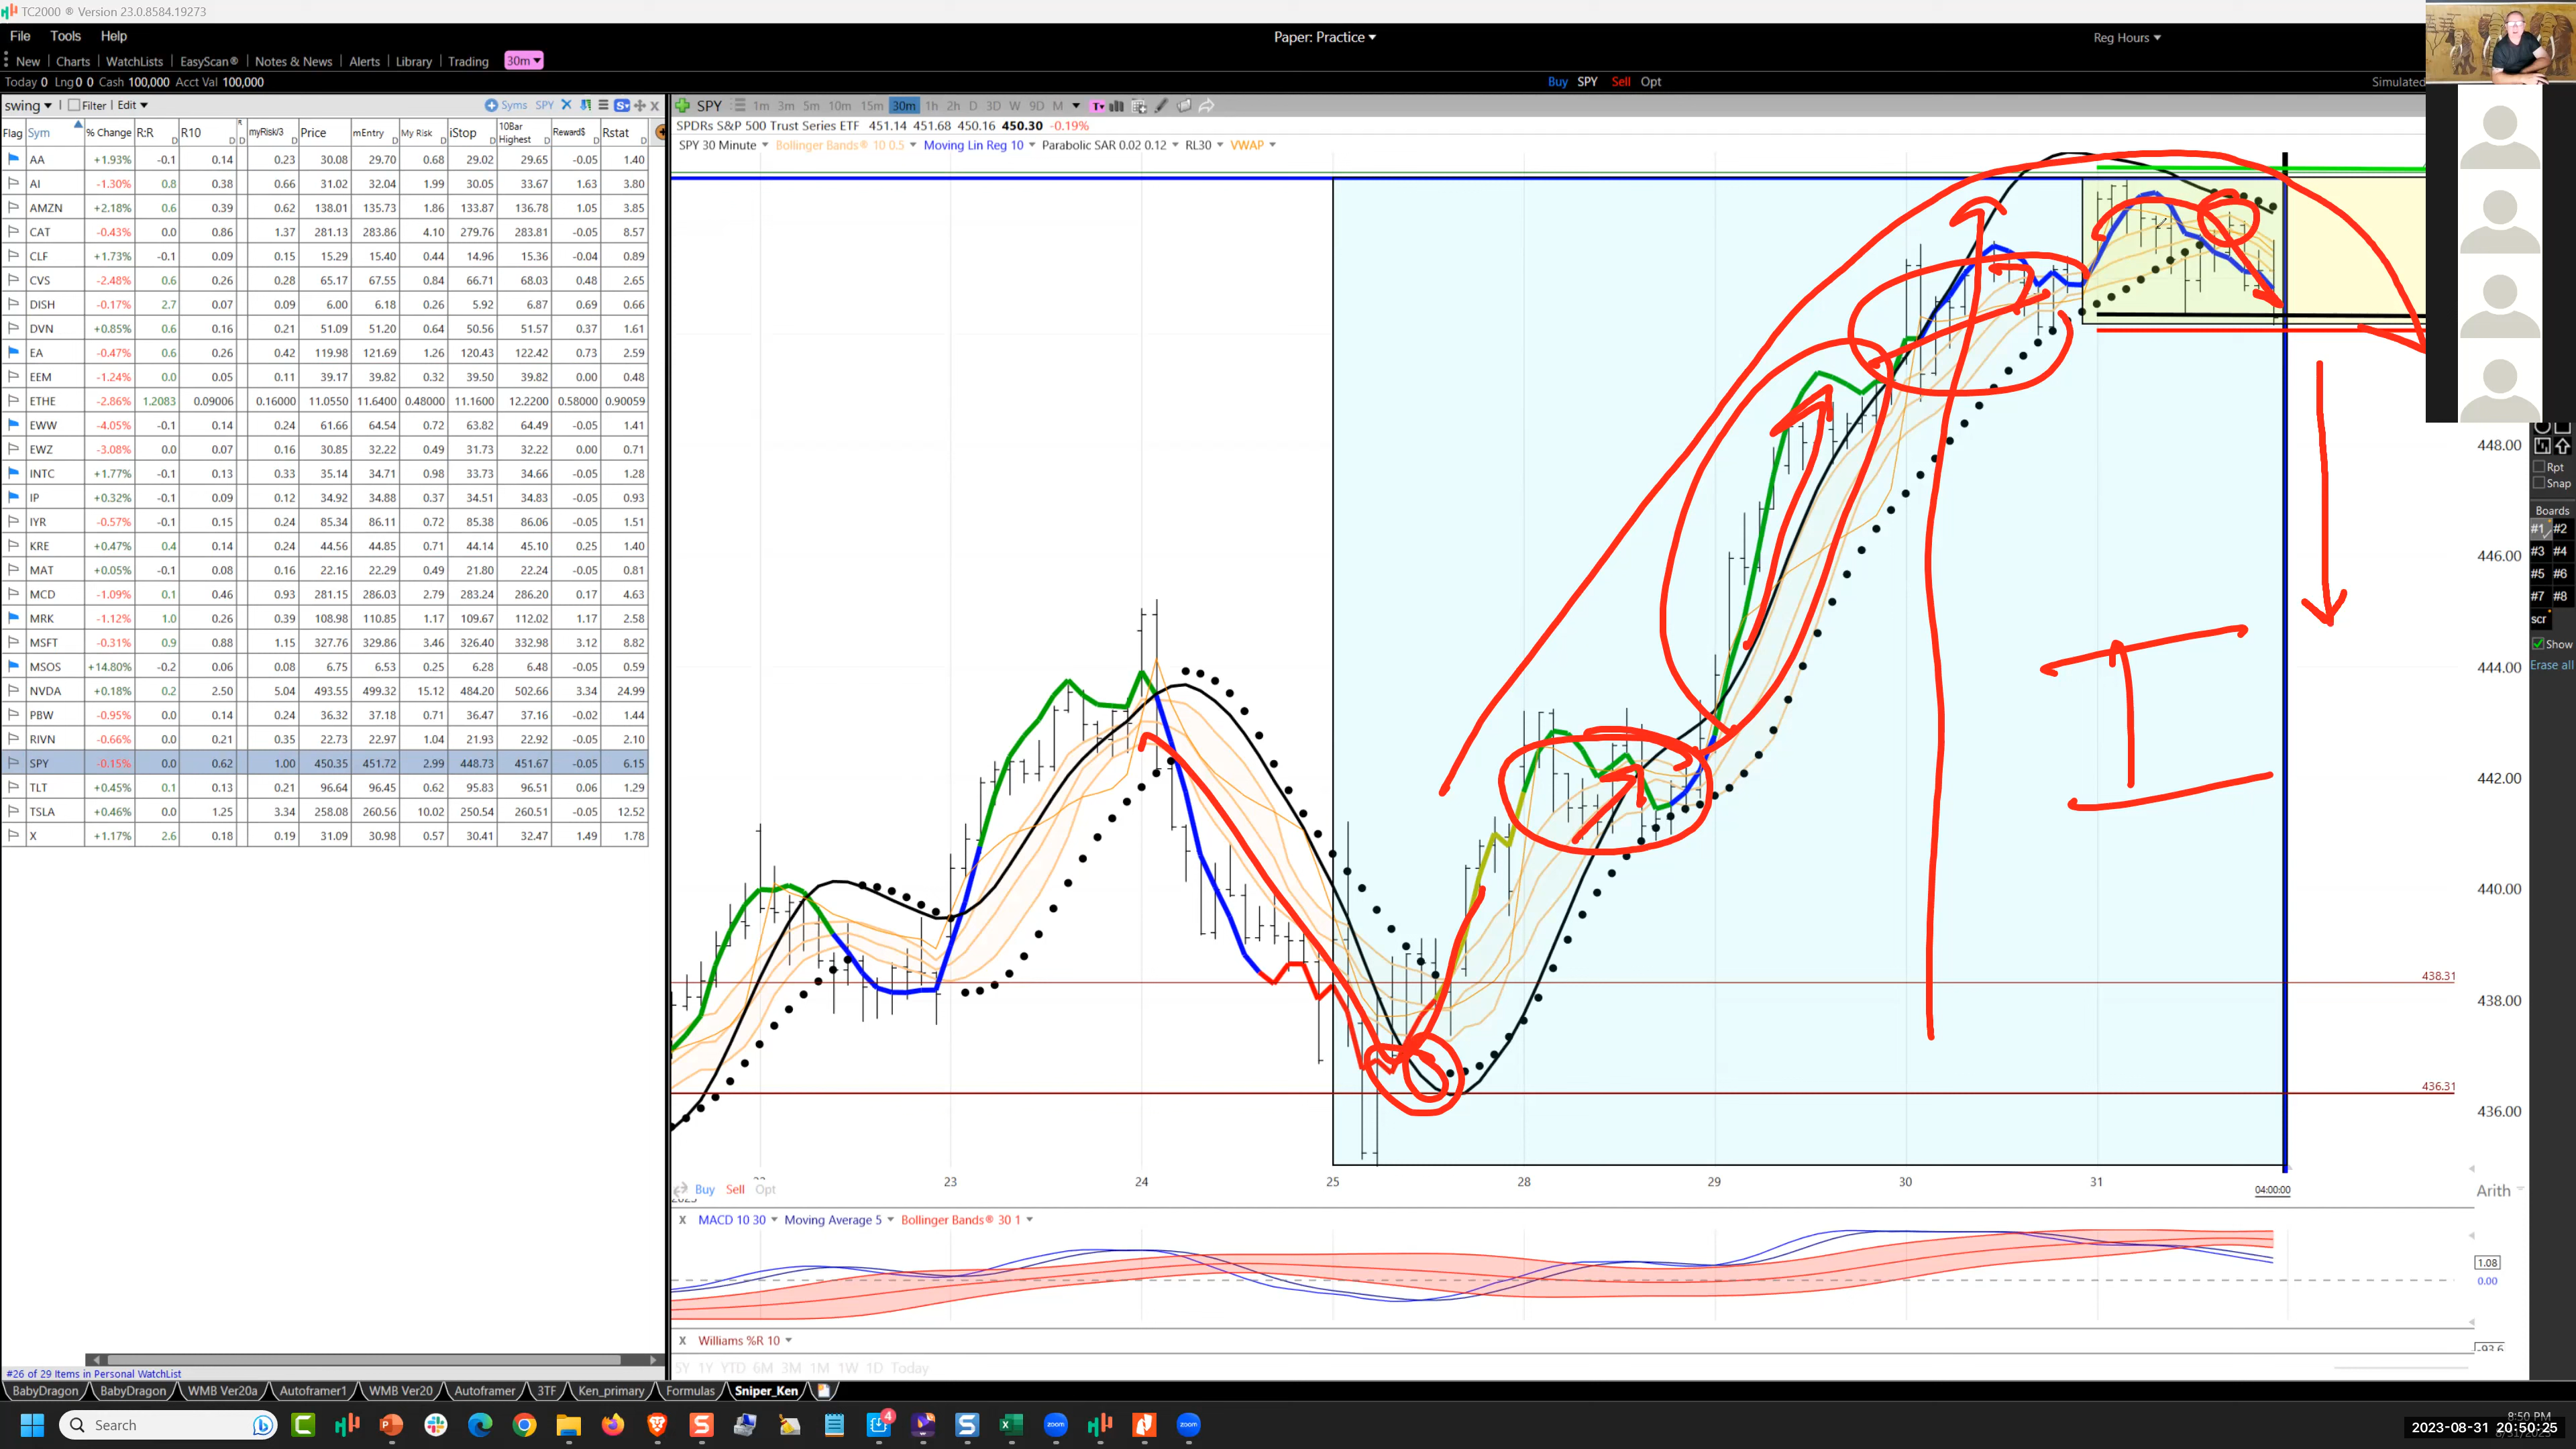 TC2000 ® Version 23.0.8584.19273
File Tools Help
Paper: Practice
Reg Hours
New Charts WatchLists EasyScan® Notes & News Alerts Library Trading 30m
Today 0 Lng 0 0 Cash 100,000 Acct Val 100,000
Buy SPY Sell Opt
Simulated
swing Filter Edit Syms SPY
Flag Sym % Change R:R R10 myRisk/3 Price mEntry My Risk iStop 10Bar Highest Reward$ Rstat
AA +1.93% -0.1 0.14 0.23 30.08 29.70 0.68 29.02 29.65 -0.05 1.40
AI -1.30% 0.8 0.38 0.66 31.02 32.04 1.99 30.05 33.67 1.63 3.80
AMZN +2.18% 0.6 0.39 0.62 138.01 135.73 1.86 133.87 136.78 1.05 3.85
CAT -0.43% 0.0 0.86 1.37 281.13 283.86 4.10 279.76 283.81 -0.05 8.57
CLF +1.73% -0.1 0.09 0.15 15.29 15.40 0.44 14.96 15.36 -0.04 0.89
CVS -2.48% 0.6 0.26 0.28 65.17 67.55 0.84 66.71 68.03 0.48 2.65
DISH -0.17% 2.7 0.07 0.09 6.00 6.18 0.26 5.92 6.87 0.69 0.66
DVN +0.85% 0.6 0.16 0.21 51.09 51.20 0.64 50.56 51.57 0.37 1.61
EA -0.47% 0.6 0.26 0.42 119.98 121.69 1.26 120.43 122.42 0.73 2.59
EEM -1.24% 0.0 0.05 0.11 39.17 39.82 0.32 39.50 39.82 0.00 0.48
ETHE -2.86% 1.2083 0.09006 0.16000 11.0550 11.6400 0.48000 11.1600 12.2200 0.58000 0.90059
EWW -4.05% -0.1 0.14 0.24 61.66 64.54 0.72 63.82 64.49 -0.05 1.41
EWZ -3.08% 0.0 0.07 0.16 30.85 32.22 0.49 31.73 32.22 0.00 0.71
INTC +1.77% -0.1 0.13 0.33 35.14 34.71 0.98 33.73 34.66 -0.05 1.28
IP +0.32% -0.1 0.09 0.12 34.92 34.88 0.37 34.51 34.83 -0.05 0.93
IYR -0.57% -0.1 0.15 0.24 85.34 86.11 0.72 85.38 86.06 -0.05 1.51
KRE +0.47% 0.4 0.14 0.24 44.56 44.85 0.71 44.14 45.10 0.25 1.40
MAT +0.05% -0.1 0.08 0.16 22.16 22.29 0.49 21.80 22.24 -0.05 0.81
MCD -1.09% 0.1 0.46 0.93 281.15 286.03 2.79 283.24 286.20 0.17 4.63
MRK -1.12% 1.0 0.26 0.39 108.98 110.85 1.17 109.67 112.02 1.17 2.58
MSFT -0.31% 0.9 0.88 1.15 327.76 329.86 3.46 326.40 332.98 3.12 8.82
MSOS +14.80% -0.2 0.06 0.08 6.75 6.53 0.25 6.28 6.48 -0.05 0.59
NVDA +0.18% 0.2 2.50 5.04 493.55 499.32 15.12 484.20 502.66 3.34 24.99
PBW -0.95% 0.0 0.14 0.24 36.32 37.18 0.71 36.47 37.16 -0.02 1.44
RIVN -0.66% 0.0 0.21 0.35 22.73 22.97 1.04 21.93 22.92 -0.05 2.10
SPY -0.15% 0.0 0.62 1.00 450.35 451.72 2.99 448.73 451.67 -0.05 6.15
TLT +0.45% 0.1 0.13 0.21 96.64 96.45 0.62 95.83 96.51 0.06 1.29
TSLA +0.46% 0.0 1.25 3.34 258.08 260.56 10.02 250.54 260.51 -0.05 12.52
X +1.17% 2.6 0.18 0.19 31.09 30.98 0.57 30.41 32.47 1.49 1.78
#26 of 29 Items in Personal WatchList
SPY 1m 3m 5m 10m 15m 30m 1h 2h D 3D W 9D M
SPDRs S&P 500 Trust Series ETF 451.14 451.68 450.16 450.30 -0.19%
SPY 30 Minute Bollinger Bands® 10 0.5 Moving Lin Reg 10 Parabolic SAR 0.02 0.12 RL30 VWAP
448.00
446.00
444.00
442.00
440.00
438.31
438.00
436.31
436.00
23 24 25 28 29 30 31 04:00:00
Buy Sell Opt
Arith
MACD 10 30 Moving Average 5 Bollinger Bands® 30 1
1.08
0.00
Williams %R 10
-93.6
5Y 1Y YTD 6M 3M 1M 1W 1D Today
Rpt
Snap
Boards
#1 #2
#3 #4
#5 #6
#7 #8
scr
Show
Erase all
BabyDragon BabyDragon WMB Ver20a Autoframer1 WMB Ver20 Autoframer 3TF Ken_primary Formulas Sniper_Ken
Search
4
zoom
zoom
8:50 PM
2023-08-31 20:50:25